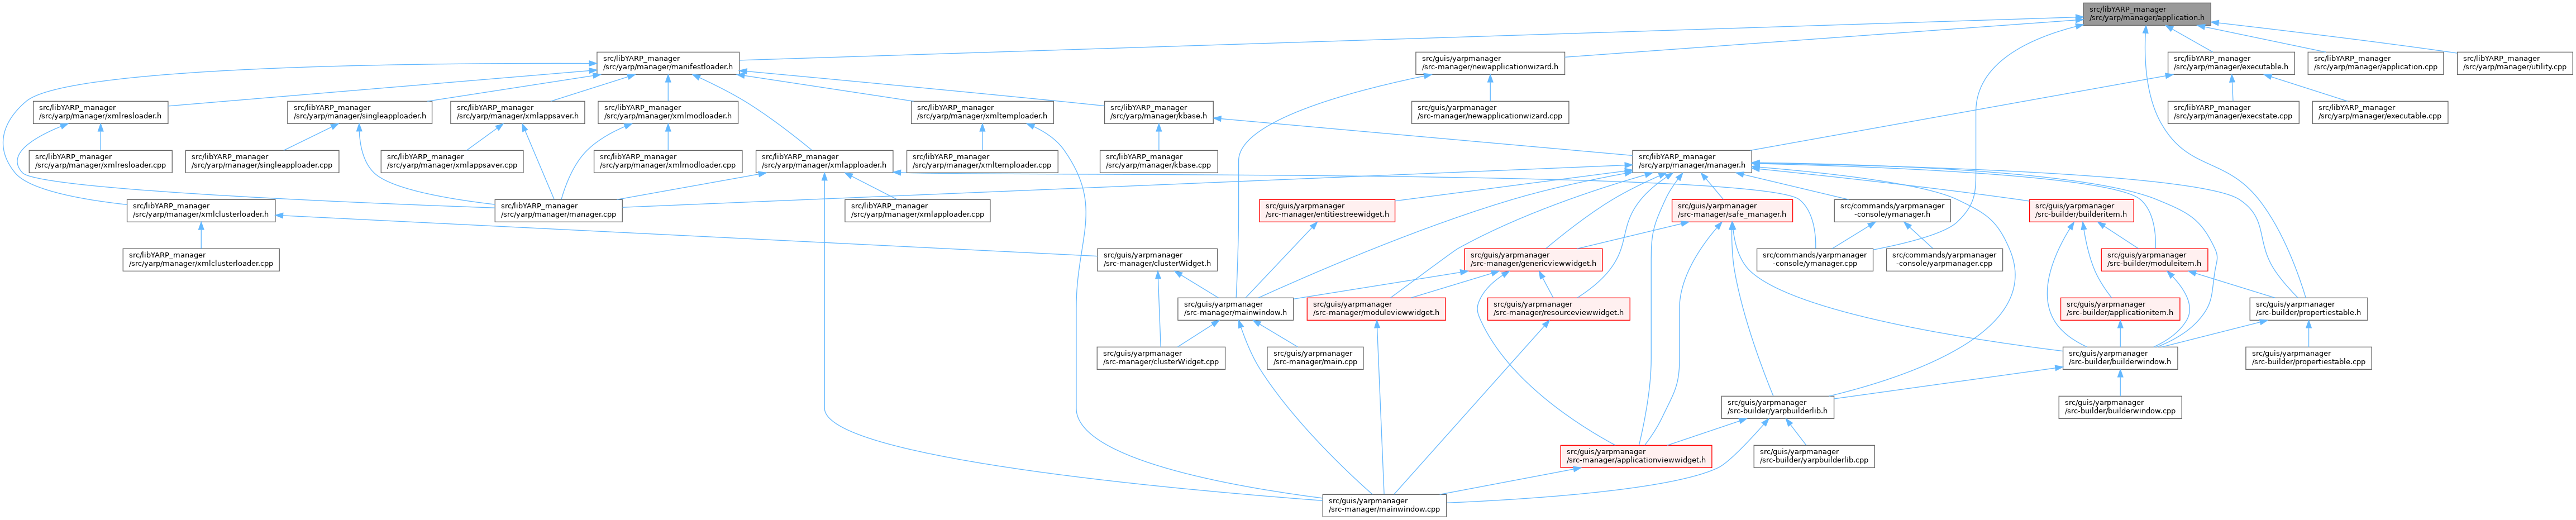 src/libYARP_manager
/src/yarp/manager/application.h
src/libYARP_manager
/src/yarp/manager/manifestloader.h
src/guis/yarpmanager
/src-manager/newapplicationwizard.h
src/libYARP_manager
/src/yarp/manager/executable.h
src/libYARP_manager
/src/yarp/manager/application.cpp
src/libYARP_manager
/src/yarp/manager/utility.cpp
src/libYARP_manager
/src/yarp/manager/xmlresloader.h
src/libYARP_manager
/src/yarp/manager/singleapploader.h
src/libYARP_manager
/src/yarp/manager/xmlappsaver.h
src/libYARP_manager
/src/yarp/manager/xmlmodloader.h
src/libYARP_manager
/src/yarp/manager/xmltemploader.h
src/libYARP_manager
/src/yarp/manager/kbase.h
src/guis/yarpmanager
/src-manager/newapplicationwizard.cpp
src/libYARP_manager
/src/yarp/manager/execstate.cpp
src/libYARP_manager
/src/yarp/manager/executable.cpp
src/libYARP_manager
/src/yarp/manager/xmlresloader.cpp
src/libYARP_manager
/src/yarp/manager/singleapploader.cpp
src/libYARP_manager
/src/yarp/manager/xmlappsaver.cpp
src/libYARP_manager
/src/yarp/manager/xmlmodloader.cpp
src/libYARP_manager
/src/yarp/manager/xmlapploader.h
src/libYARP_manager
/src/yarp/manager/xmltemploader.cpp
src/libYARP_manager
/src/yarp/manager/kbase.cpp
src/libYARP_manager
/src/yarp/manager/manager.h
src/libYARP_manager
/src/yarp/manager/xmlclusterloader.h
src/libYARP_manager
/src/yarp/manager/manager.cpp
src/libYARP_manager
/src/yarp/manager/xmlapploader.cpp
src/guis/yarpmanager
/src-manager/entitiestreewidget.h
src/guis/yarpmanager
/src-manager/safe_manager.h
src/commands/yarpmanager
-console/ymanager.h
src/guis/yarpmanager
/src-builder/builderitem.h
src/libYARP_manager
/src/yarp/manager/xmlclusterloader.cpp
src/guis/yarpmanager
/src-manager/clusterWidget.h
src/guis/yarpmanager
/src-manager/genericviewwidget.h
src/commands/yarpmanager
-console/ymanager.cpp
src/commands/yarpmanager
-console/yarpmanager.cpp
src/guis/yarpmanager
/src-builder/moduleitem.h
src/guis/yarpmanager
/src-manager/mainwindow.h
src/guis/yarpmanager
/src-manager/moduleviewwidget.h
src/guis/yarpmanager
/src-manager/resourceviewwidget.h
src/guis/yarpmanager
/src-builder/applicationitem.h
src/guis/yarpmanager
/src-builder/propertiestable.h
src/guis/yarpmanager
/src-manager/clusterWidget.cpp
src/guis/yarpmanager
/src-manager/main.cpp
src/guis/yarpmanager
/src-builder/builderwindow.h
src/guis/yarpmanager
/src-builder/propertiestable.cpp
src/guis/yarpmanager
/src-builder/yarpbuilderlib.h
src/guis/yarpmanager
/src-builder/builderwindow.cpp
src/guis/yarpmanager
/src-manager/applicationviewwidget.h
src/guis/yarpmanager
/src-builder/yarpbuilderlib.cpp
src/guis/yarpmanager
/src-manager/mainwindow.cpp